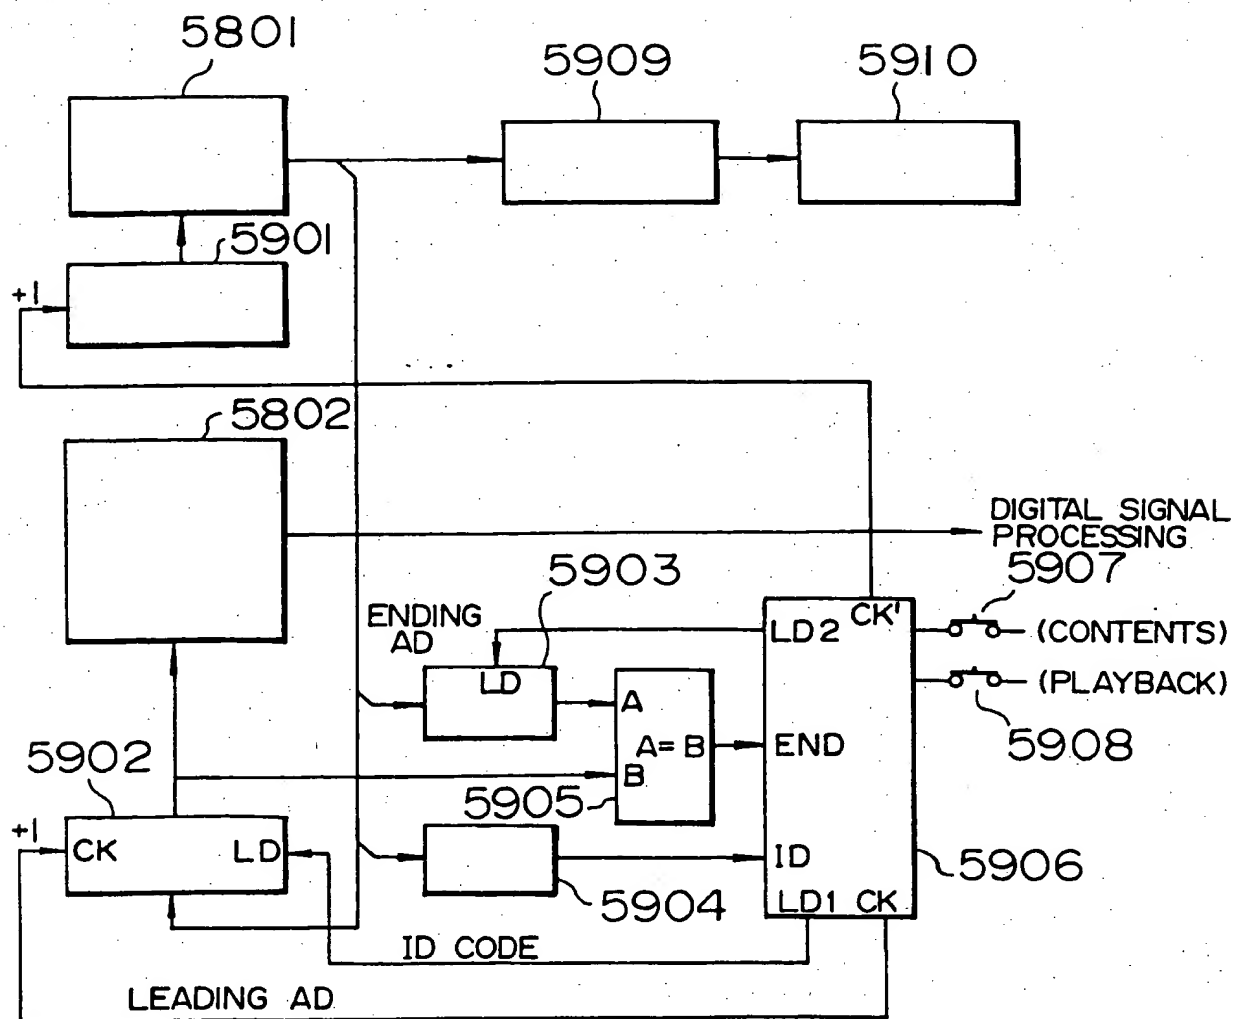 5801
5909
5910
5901
+1
5802
DIGITAL SIGNAL
PROCESSING
5907
5903
ENDING
AD
LD2
CK'
(CONTENTS)
LD
A
(PLAYBACK)
A=B
END
5908
5902
B
5905
+1
CK
LD
ID
5906
5904
LD1
CK
ID CODE
LEADING AD